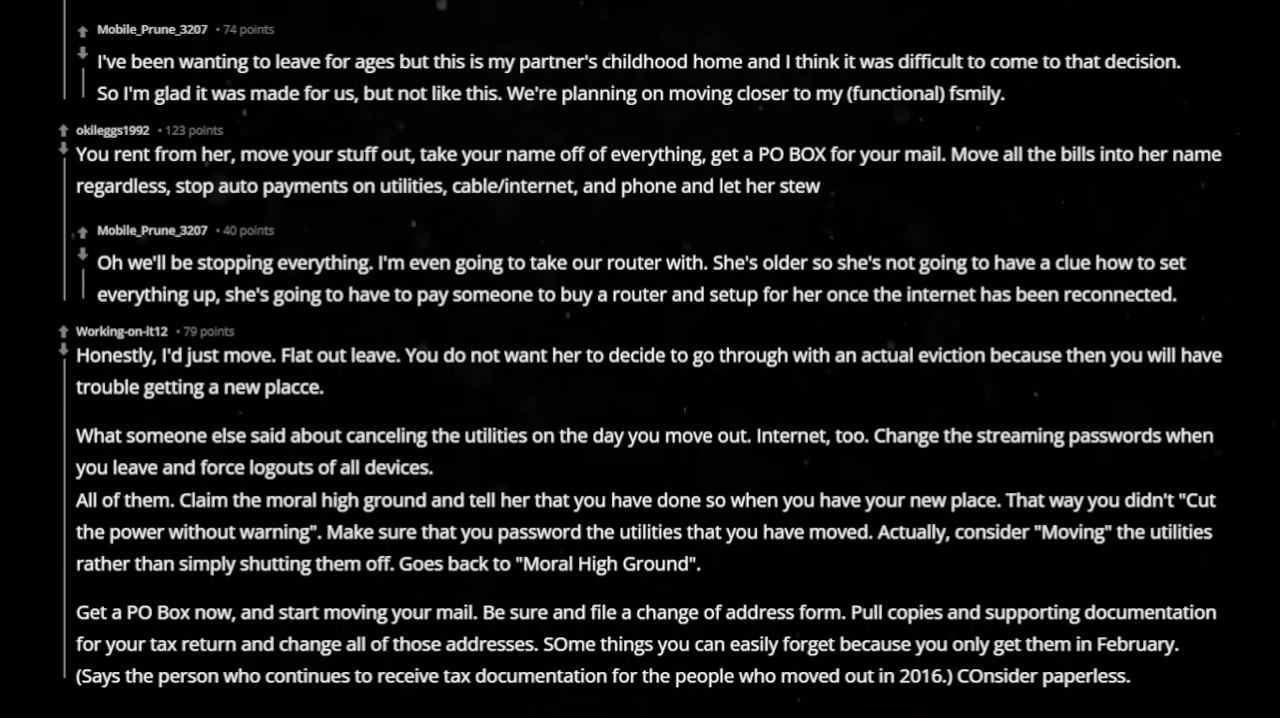 Mobile_Prune_3207 • 74 points
I've been wanting to leave for ages but this is my partner's childhood home and I think it was difficult to come to that decision.
So I'm glad it was made for us, but not like this. We're planning on moving closer to my (functional) fsmily.
okileggs1992 • 123 points
You rent from her, move your stuff out, take your name off of everything, get a PO BOX for your mail. Move all the bills into her name
regardless, stop auto payments on utilities, cable/internet, and phone and let her stew
Mobile_Prune_3207 • 40 points
Oh we'll be stopping everything. I'm even going to take our router with. She's older so she's not going to have a clue how to set
everything up, she's going to have to pay someone to buy a router and setup for her once the internet has been reconnected.
Working-on-it12 • 79 points
Honestly, I'd just move. Flat out leave. You do not want her to decide to go through with an actual eviction because then you will have
trouble getting a new placce.
What someone else said about canceling the utilities on the day you move out. Internet, too. Change the streaming passwords when
you leave and force logouts of all devices.
All of them. Claim the moral high ground and tell her that you have done so when you have your new place. That way you didn't "Cut
the power without warning". Make sure that you password the utilities that you have moved. Actually, consider "Moving" the utilities
rather than simply shutting them off. Goes back to "Moral High Ground".
Get a PO Box now, and start moving your mail. Be sure and file a change of address form. Pull copies and supporting documentation
for your tax return and change all of those addresses. SOme things you can easily forget because you only get them in February.
(Says the person who continues to receive tax documentation for the people who moved out in 2016.) COnsider paperless.